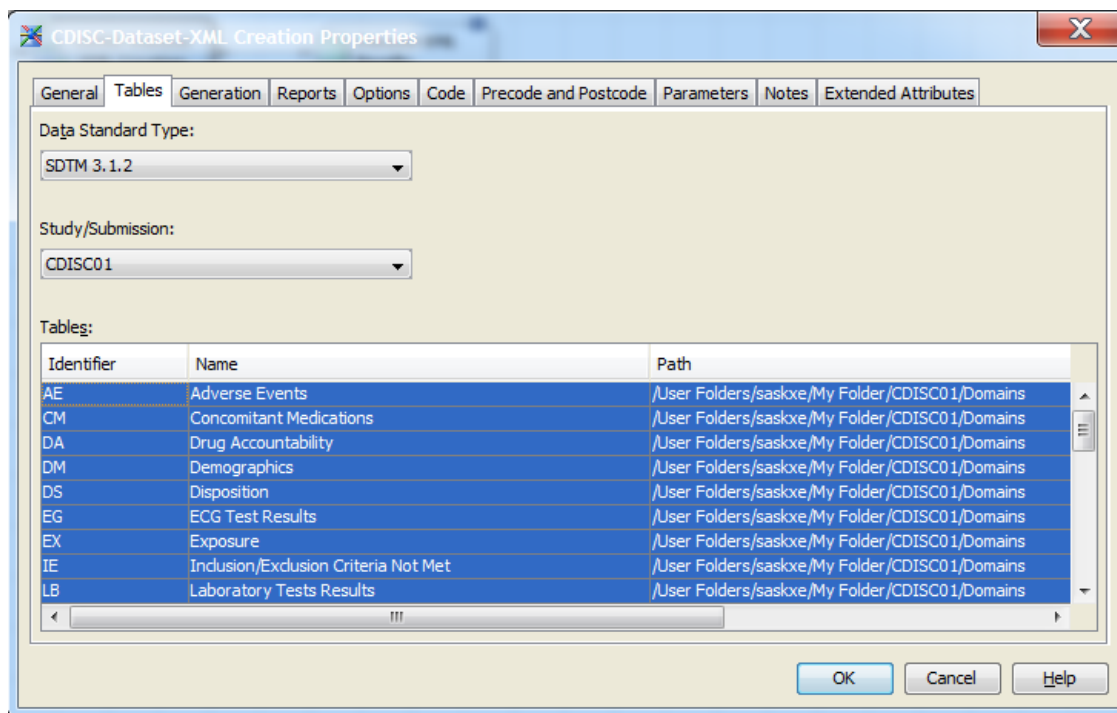 CDISC-Dataset-XML Creation Properties
General Tables Generation Reports Options Code Precode and Postcode Parameters Notes Extended Attributes
Data Standard Type:
SDTM 3.1.2
Study/Submission:
CDISC01
Tables:
Identifier Name Path
AE Adverse Events /User Folders/saskxe/My Folder/CDISC01/Domains
CM Concomitant Medications /User Folders/saskxe/My Folder/CDISC01/Domains
DA Drug Accountability /User Folders/saskxe/My Folder/CDISC01/Domains
DM Demographics /User Folders/saskxe/My Folder/CDISC01/Domains
DS Disposition /User Folders/saskxe/My Folder/CDISC01/Domains
EG ECG Test Results /User Folders/saskxe/My Folder/CDISC01/Domains
EX Exposure /User Folders/saskxe/My Folder/CDISC01/Domains
IE Inclusion/Exclusion Criteria Not Met /User Folders/saskxe/My Folder/CDISC01/Domains
LB Laboratory Tests Results /User Folders/saskxe/My Folder/CDISC01/Domains
OK Cancel Help